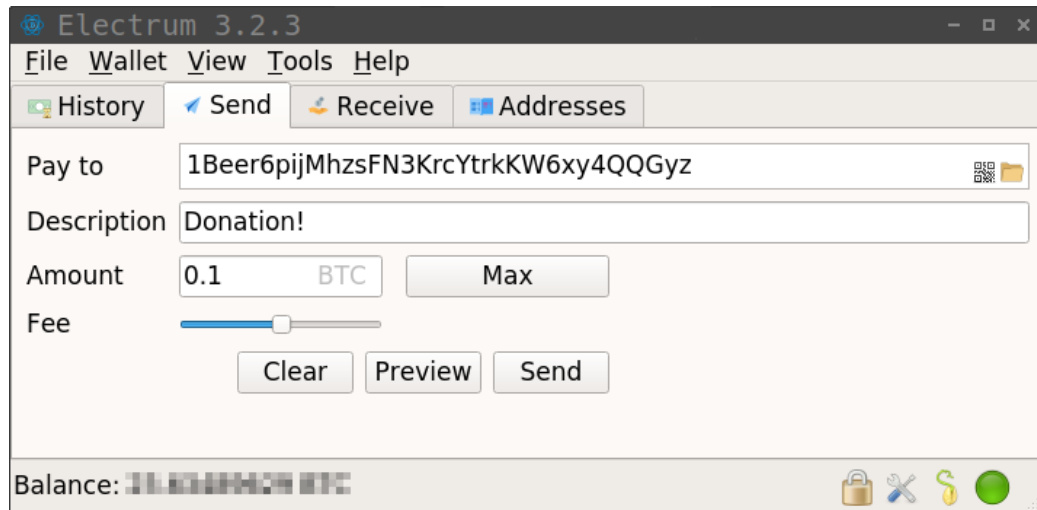 Electrum 3.2.3
File Wallet View Tools Help
History Send Receive Addresses
Pay to 1Beer6pijMhzsFN3KrcYtrkKW6xy4QQGyz
Description Donation!
Amount 0.1 BTC Max
Fee
Clear Preview Send
Balance: